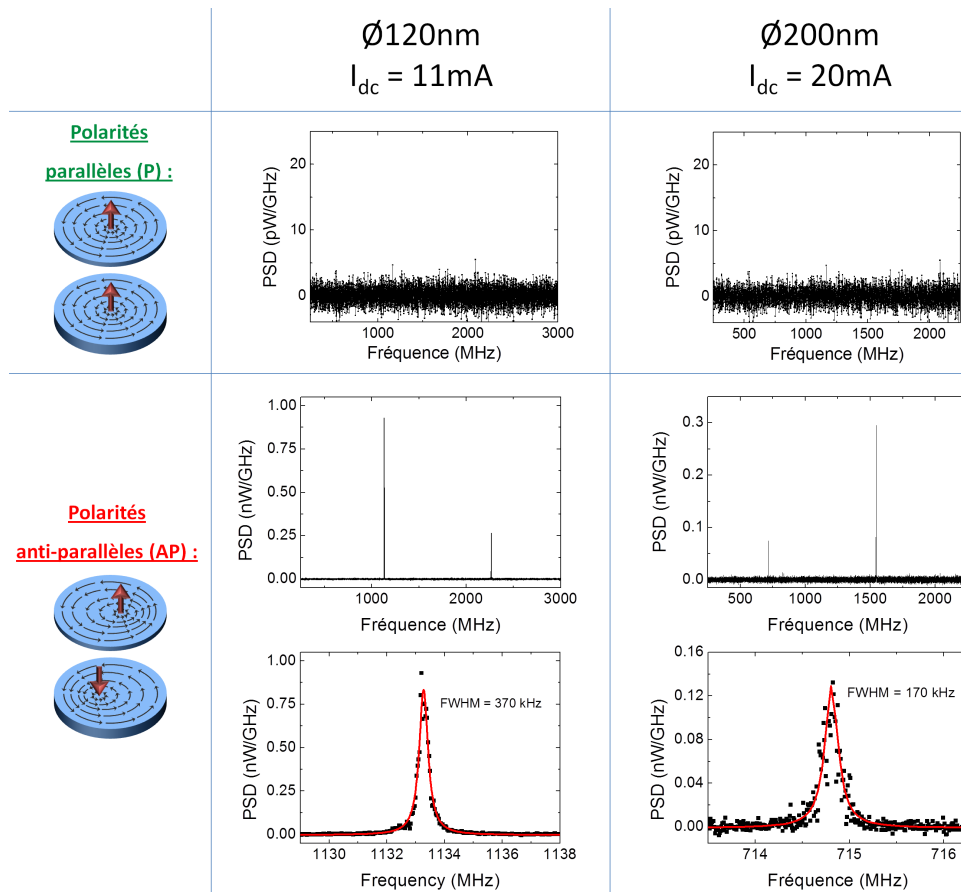 Ø120nm
I_dc = 11mA
Ø200nm
I_dc = 20mA
Polarités
parallèles (P) :
PSD (pW/GHz)
20
10
0
1000 2000 3000
Fréquence (MHz)
PSD (pW/GHz)
20
10
0
500 1000 1500 2000
Fréquence (MHz)
Polarités
anti-parallèles (AP) :
PSD (nW/GHz)
1.00
0.75
0.50
0.25
0.00
1000 2000 3000
Fréquence (MHz)
PSD (nW/GHz)
0.3
0.2
0.1
0.0
500 1000 1500 2000
Fréquence (MHz)
PSD (nW/GHz)
1.00
0.75
0.50
0.25
0.00
FWHM = 370 kHz
1130 1132 1134 1136 1138
Frequency (MHz)
PSD (nW/GHz)
0.16
0.12
0.08
0.04
0.00
FWHM = 170 kHz
714 715 716
Fréquence (MHz)